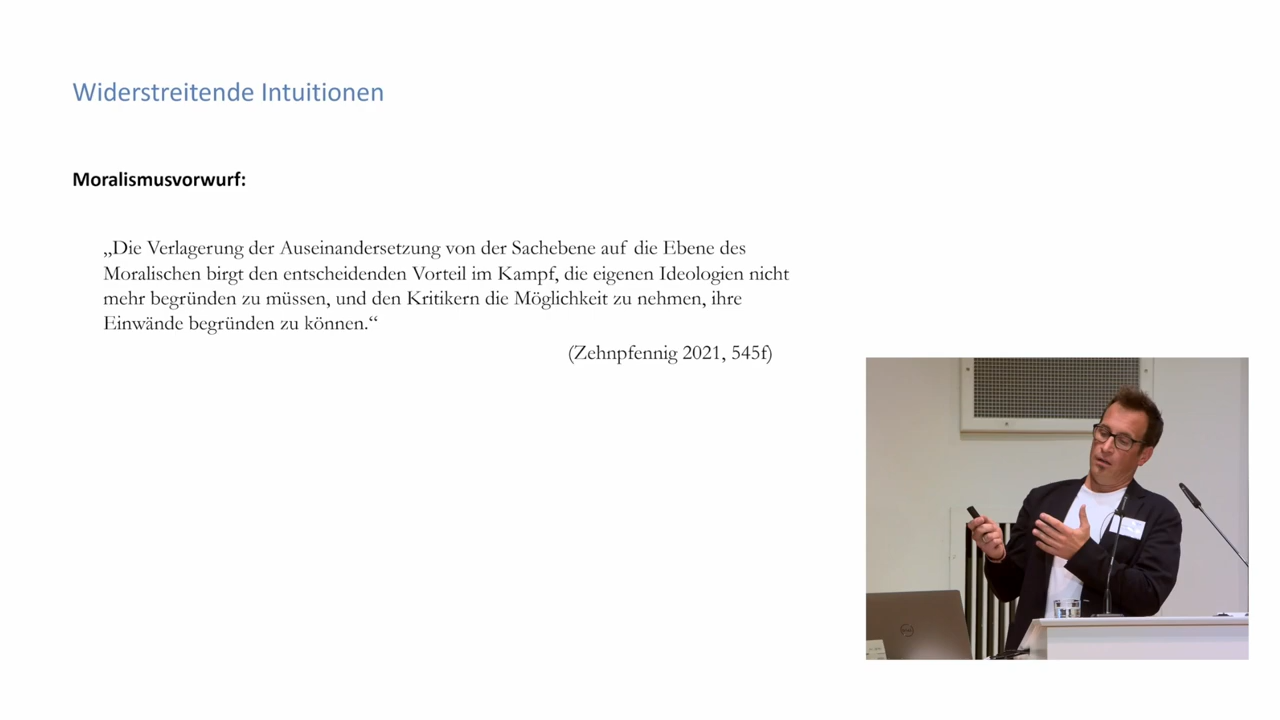 Widerstreitende Intuitionen
Moralismusvorwurf:
„Die Verlagerung der Auseinandersetzung von der Sachebene auf die Ebene des
Moralischen birgt den entscheidenden Vorteil im Kampf, die eigenen Ideologien nicht
mehr begründen zu müssen, und den Kritikern die Möglichkeit zu nehmen, ihre
Einwände begründen zu können.“
(Zehnpfennig 2021, 545f)